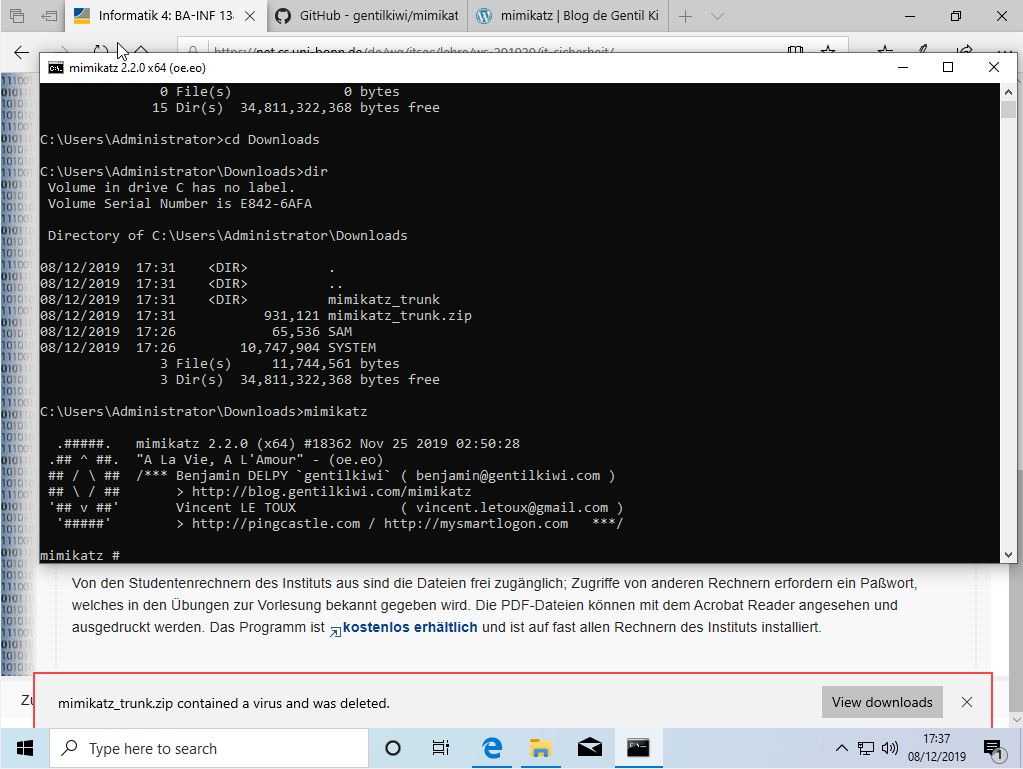 Informatik 4: BA-INF 13
GitHub - gentilkiwi/mimikat
mimikatz | Blog de Gentil Ki
https://net.cs.uni-bonn.de/de/wg/itsec/lehre/ws-201920/it-sicherheit/
mimikatz 2.2.0 x64 (oe.eo)
0 File(s) 0 bytes
15 Dir(s) 34,811,322,368 bytes free
C:\Users\Administrator>cd Downloads
C:\Users\Administrator\Downloads>dir
Volume in drive C has no label.
Volume Serial Number is E842-6AFA
Directory of C:\Users\Administrator\Downloads
08/12/2019 17:31 <DIR> .
08/12/2019 17:31 <DIR> ..
08/12/2019 17:31 <DIR> mimikatz_trunk
08/12/2019 17:31 931,121 mimikatz_trunk.zip
08/12/2019 17:26 65,536 SAM
08/12/2019 17:26 10,747,904 SYSTEM
3 File(s) 11,744,561 bytes
3 Dir(s) 34,811,322,368 bytes free
C:\Users\Administrator\Downloads>mimikatz
.#####. mimikatz 2.2.0 (x64) #18362 Nov 25 2019 02:50:28
.## ^ ##. "A La Vie, A L'Amour" - (oe.eo)
## / \ ## /*** Benjamin DELPY `gentilkiwi` ( benjamin@gentilkiwi.com )
## \ / ## > http://blog.gentilkiwi.com/mimikatz
'## v ##' Vincent LE TOUX ( vincent.letoux@gmail.com )
'#####' > http://pingcastle.com / http://mysmartlogon.com ***/
mimikatz #
Von den Studentenrechnern des Instituts aus sind die Dateien frei zugänglich; Zugriffe von anderen Rechnern erfordern ein Paßwort,
welches in den Übungen zur Vorlesung bekannt gegeben wird. Die PDF-Dateien können mit dem Acrobat Reader angesehen und
ausgedruckt werden. Das Programm ist kostenlos erhältlich und ist auf fast allen Rechnern des Instituts installiert.
mimikatz_trunk.zip contained a virus and was deleted.
View downloads
Type here to search
17:37
08/12/2019
1